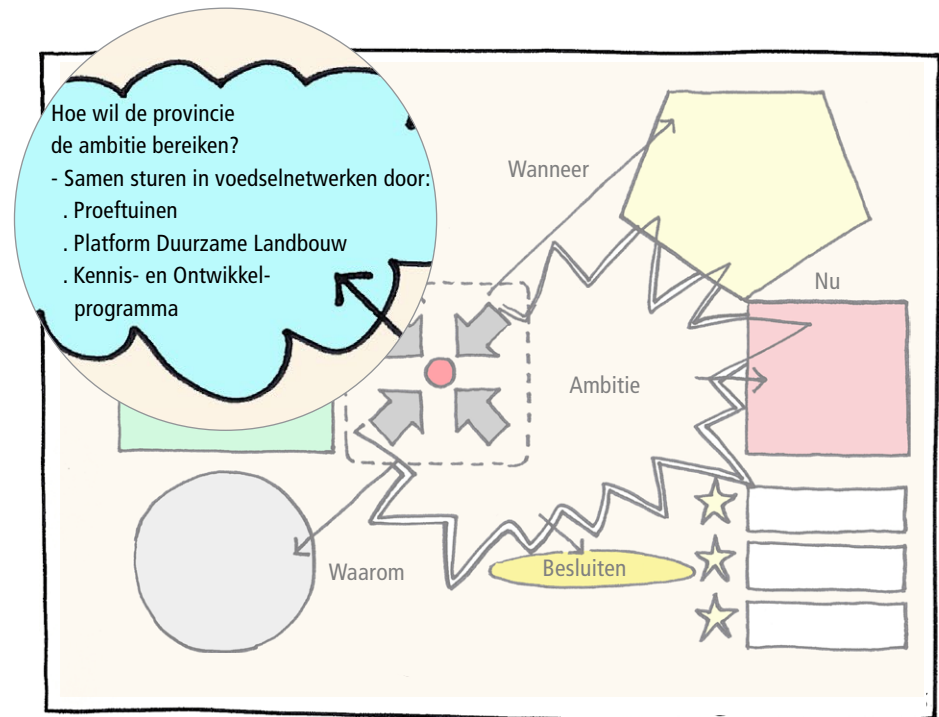 Hoe wil de provincie
de ambitie bereiken?
- Samen sturen in voedselnetwerken door:
. Proeftuinen
. Platform Duurzame Landbouw
. Kennis- en Ontwikkel-
programma
Wanneer
Nu
Ambitie
Waarom
Besluiten